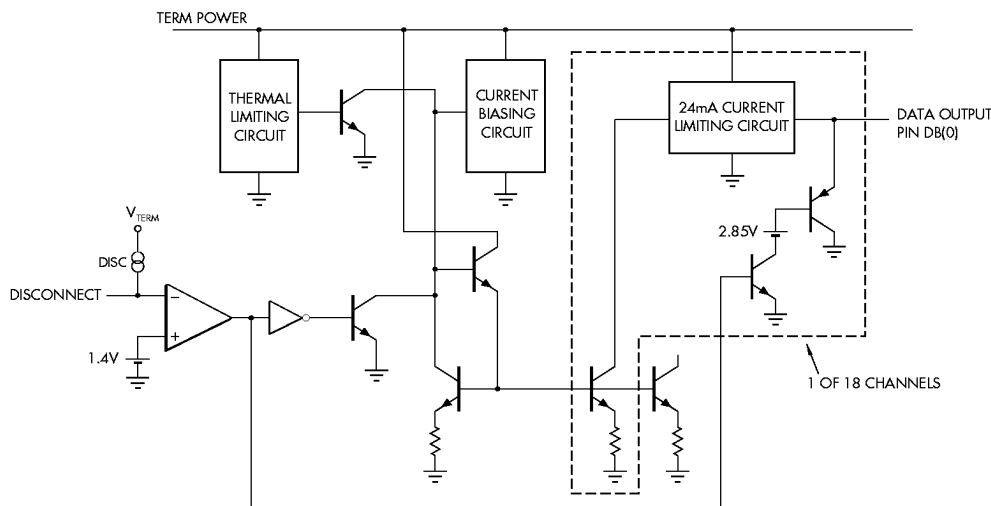 TERM POWER
THERMAL
LIMITING
CIRCUIT
CURRENT
BIASING
CIRCUIT
24mA CURRENT
LIMITING CIRCUIT
DATA OUTPUT
PIN DB(0)
VTERM
DISC
DISCONNECT
−
+
1.4V
2.85V
1 OF 18 CHANNELS